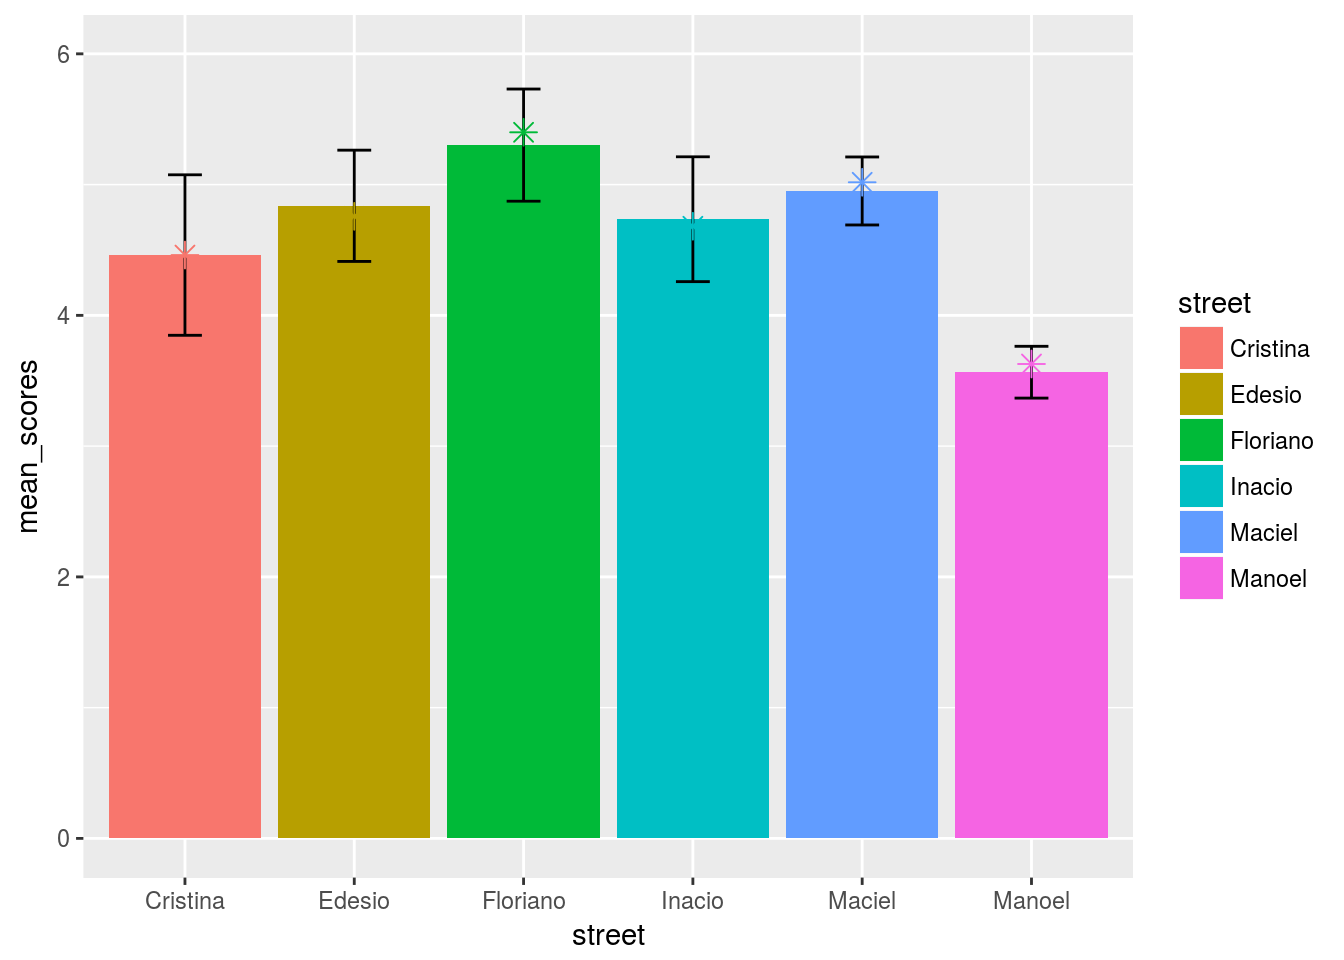 6
4
2
0
mean_scores
Cristina Edesio Floriano Inacio Maciel Manoel
street
street
Cristina
Edesio
Floriano
Inacio
Maciel
Manoel